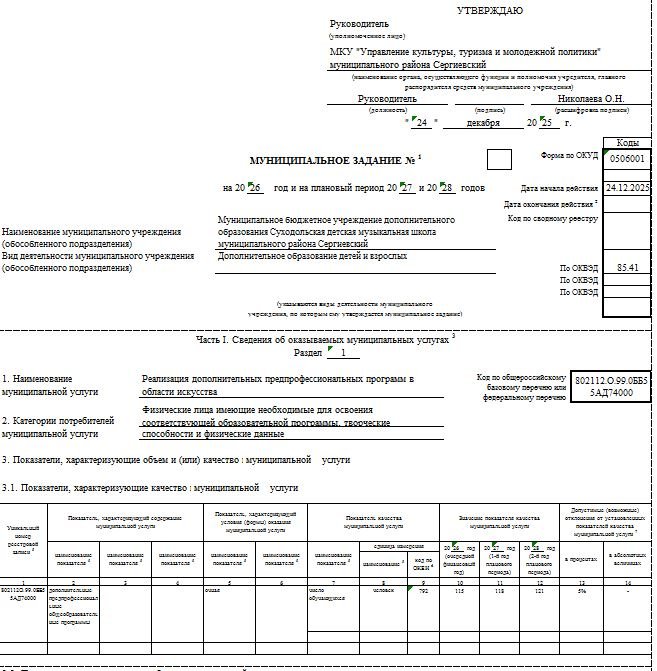 УТВЕРЖДАЮ
Руководитель
(уполномоченное лицо)
МКУ "Управление культуры, туризма и молодежной политики"
муниципального района Сергиевский
(наименование органа, осуществляющего функции и полномочия учредителя, главного
распорядителя средств муниципального учреждения)
Руководитель Николаева О.Н.
(должность) (подпись) (расшифровка подписи)
" 24 " декабря 20 25 г.
Коды
МУНИЦИПАЛЬНОЕ ЗАДАНИЕ № 1
Форма по ОКУД 0506001
на 20 26 год и на плановый период 20 27 и 20 28 годов
Дата начала действия 24.12.2025
Дата окончания действия 2
Код по сводному реестру
Наименование муниципального учреждения
(обособленного подразделения)
Муниципальное бюджетное учреждение дополнительного
образования Суходольская детская музыкальная школа
муниципального района Сергиевский
Вид деятельности муниципального учреждения
(обособленного подразделения)
Дополнительное образование детей и взрослых
По ОКВЭД 85.41
По ОКВЭД
По ОКВЭД
(указываются виды деятельности муниципального
учреждения, по которым ему утверждается муниципальное задание)
Часть I. Сведения об оказываемых муниципальных услугах 3
Раздел 1
1. Наименование
муниципальной услуги
Реализация дополнительных предпрофессиональных программ в
области искусства
Код по общероссийскому
базовому перечню или
федеральному перечню
802112.О.99.0ББ5
5АД74000
2. Категории потребителей
муниципальной услуги
Физические лица имеющие необходимые для освоения
соответствующей образовательной программы, творческие
способности и физические данные
3. Показатели, характеризующие объем и (или) качество муниципальной услуги
3.1. Показатели, характеризующие качество муниципальной услуги
Уникальный
номер
реестровой
записи 5
Показатель, характеризующий содержание
муниципальной услуги
Показатель, характеризующий
условия (формы) оказания
муниципальной услуги
Показатель качества
муниципальной услуги
Значение показателя качества
муниципальной услуги
Допустимые (возможные)
отклонения от установленных
показателей качества
муниципальной услуги
наименование
показателя 5
наименование
показателя 5
наименование
показателя 5
наименование
показателя 5
наименование
показателя 5
наименование
показателя 5
единица измерения
наименование 5
код по
ОКЕИ 6
20 26 год
(очередной
финансовый
год)
20 27 год
(1-й год
планового
периода)
20 28 год
(2-й год
планового
периода)
в процентах
в абсолютных
величинах
1 2 3 4 5 6 7 8 9 10 11 12 13 14
802112О.99.0ББ5
5АД74000
дополнительные
предпрофессионал
ьные
общеобразовательн
ые программы
очная
число
обучающихся
человек
792
115
118
121
5%
-